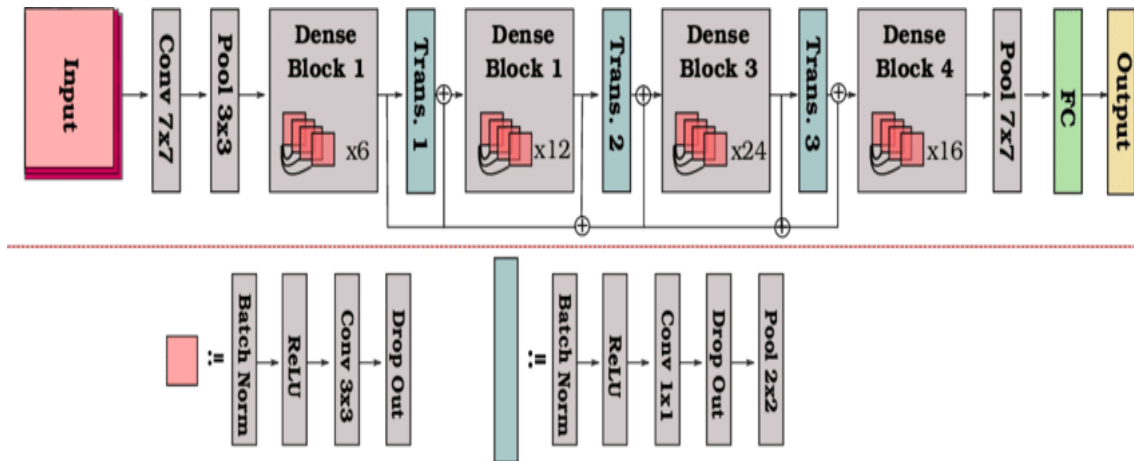 Input
Conv 7x7
Pool 3x3
Dense
Block 1
x6
Trans. 1
Dense
Block 1
x12
Trans. 2
Dense
Block 3
x24
Trans. 3
Dense
Block 4
x16
Pool 7x7
FC
Output
:=
Batch Norm
ReLU
Conv 3x3
Drop Out
:=
Batch Norm
ReLU
Conv 1x1
Drop Out
Pool 2x2